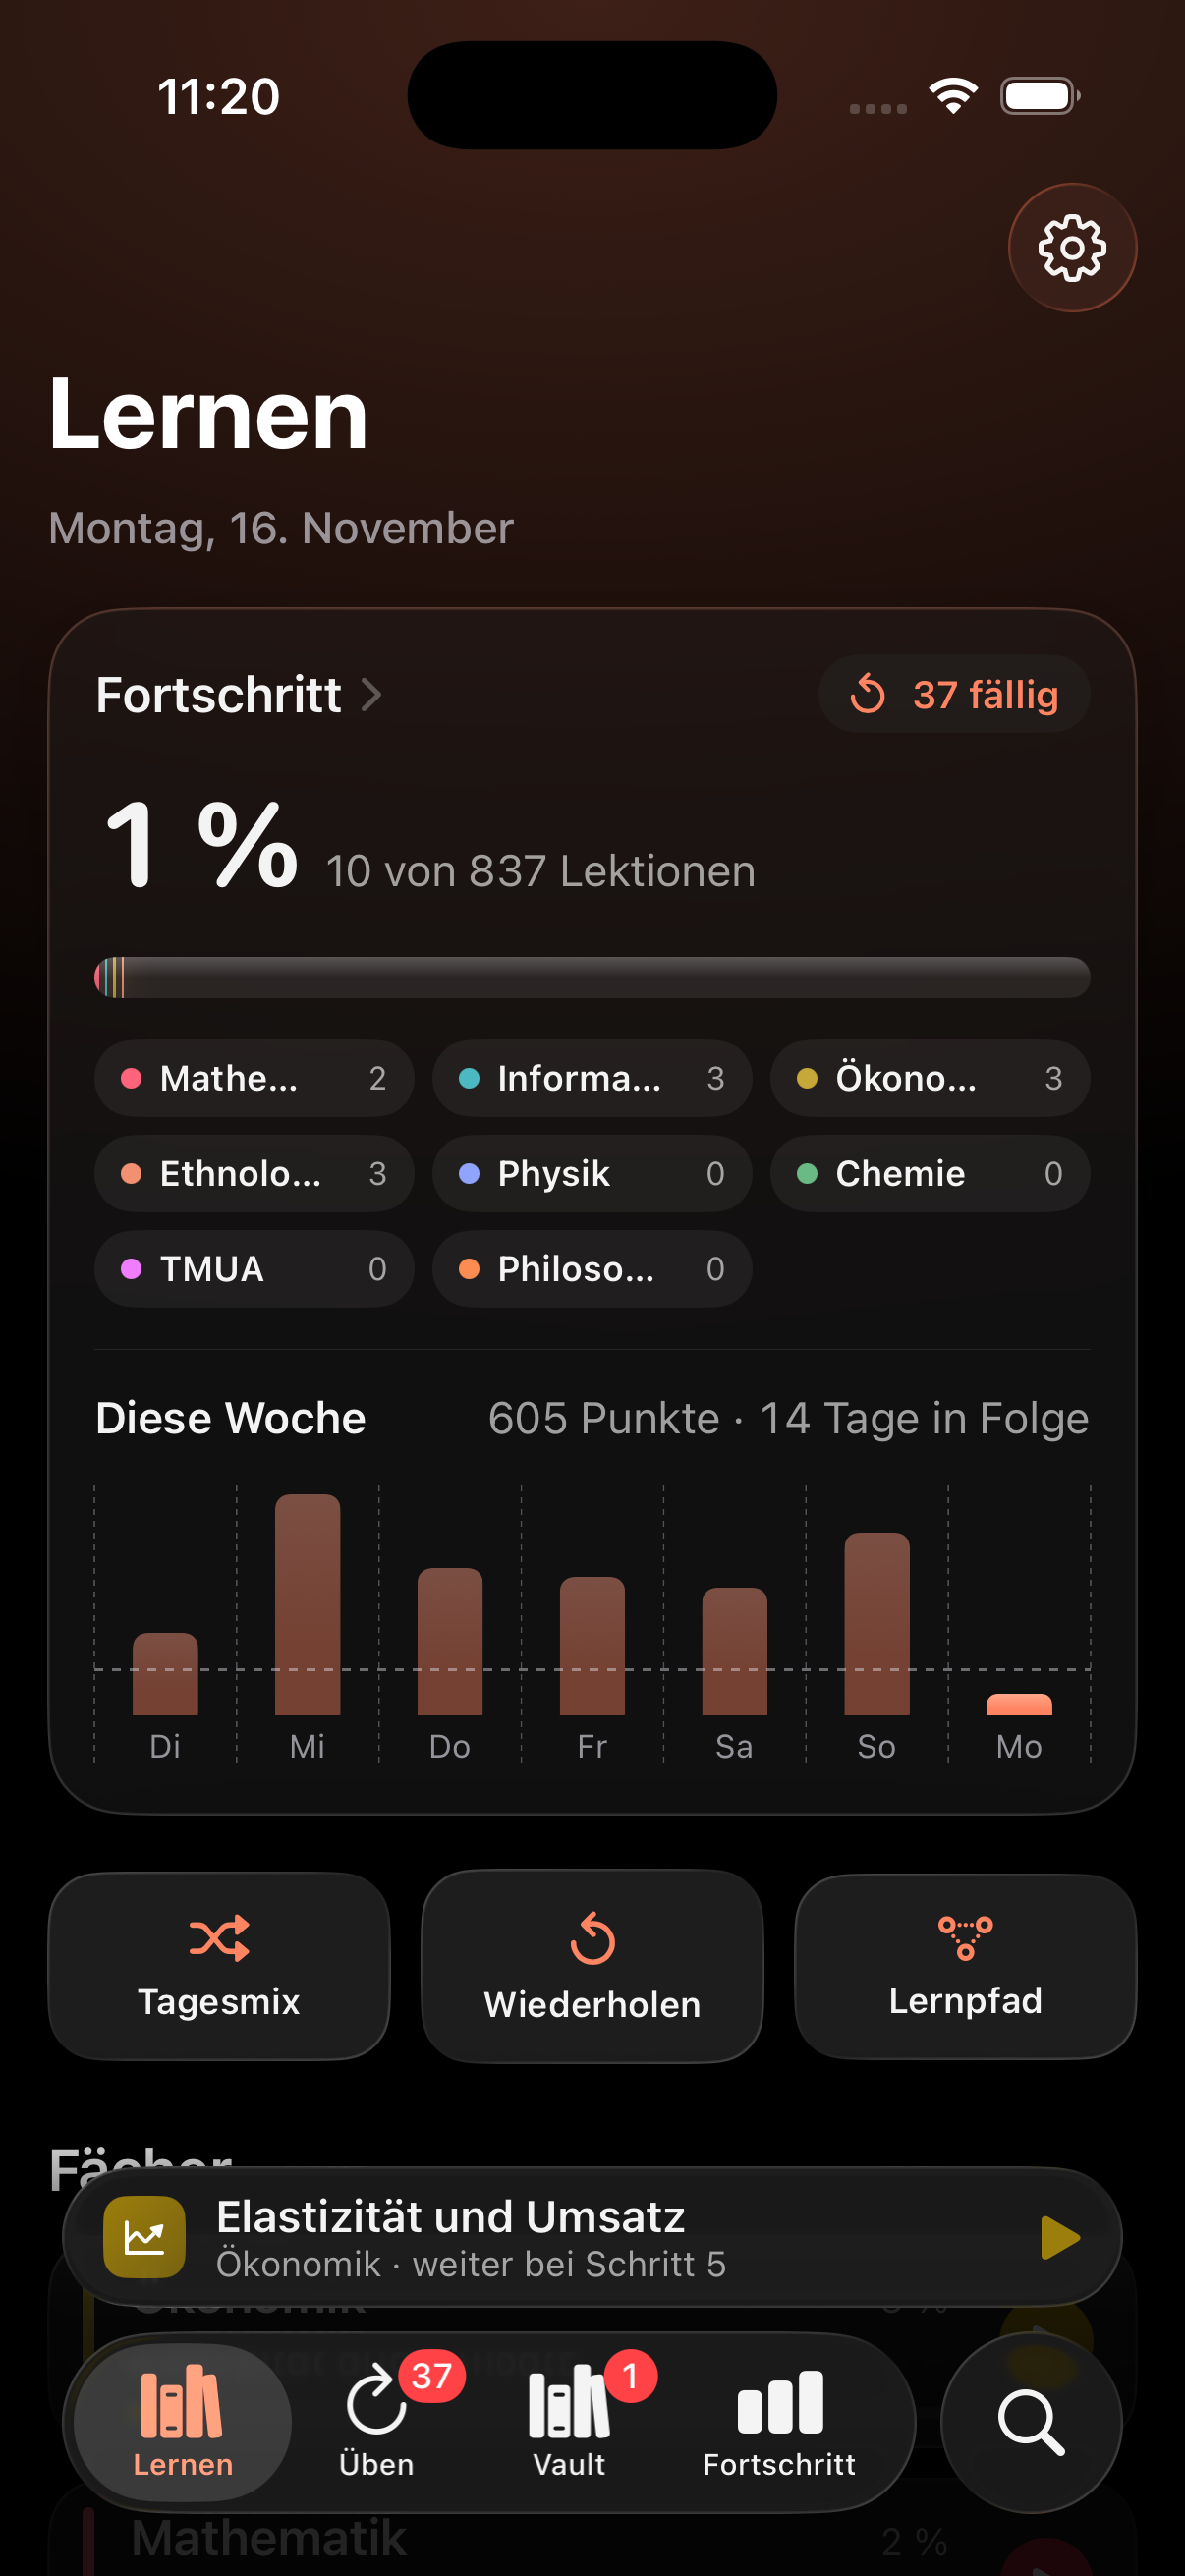 11:20
Lernen
Montag, 16. November
Fortschritt
37 fällig
1 % 10 von 837 Lektionen
Mathe... 2
Informa... 3
Ökono... 3
Ethnolo... 3
Physik 0
Chemie 0
TMUA 0
Philoso... 0
Diese Woche
605 Punkte · 14 Tage in Folge
Di Mi Do Fr Sa So Mo
Tagesmix
Wiederholen
Lernpfad
Fächer
Elastizität und Umsatz
Ökonomik · weiter bei Schritt 5
Ökonomik
37
1
Lernen
Üben
Vault
Fortschritt
Mathematik 2 %